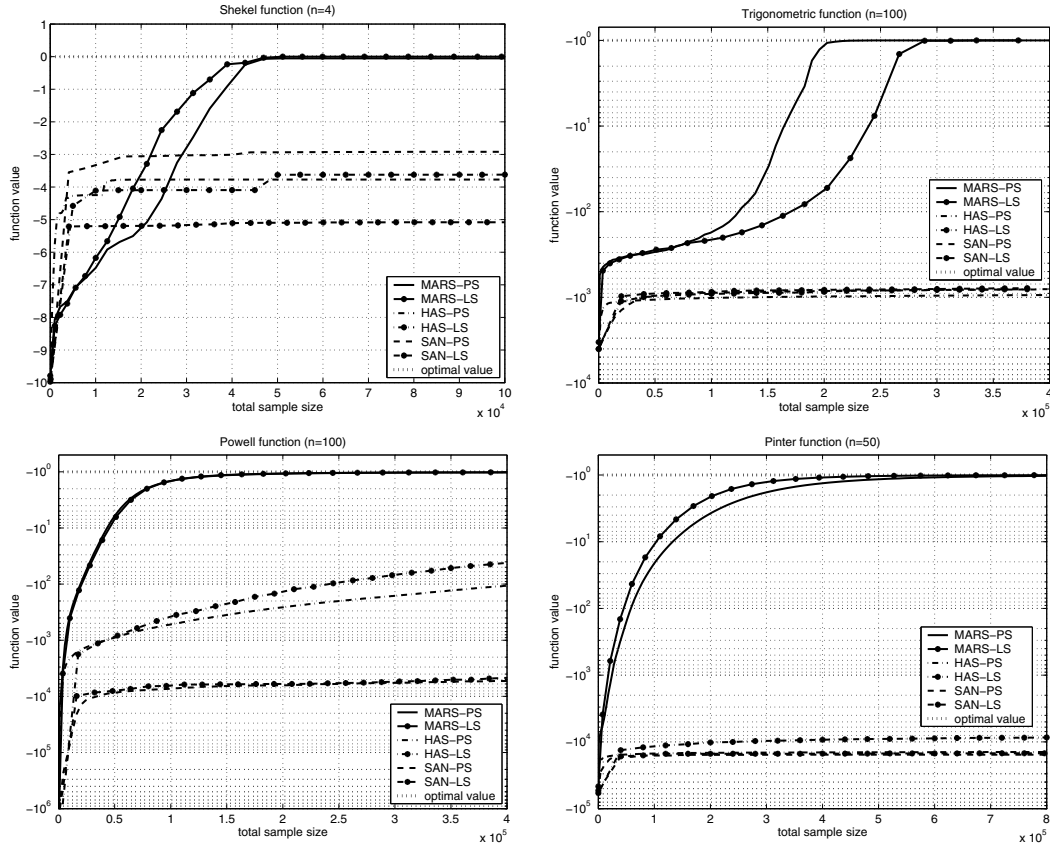 Shekel function (n=4)
1
0
−1
−2
−3
−4
−5
−6
−7
−8
−9
−10
function value
MARS−PS
MARS−LS
HAS−PS
HAS−LS
SAN−PS
SAN−LS
optimal value
0 1 2 3 4 5 6 7 8 9 10
total sample size
x 10^4
Trigonometric function (n=100)
−10^0
−10^1
−10^2
−10^3
−10^4
function value
MARS−PS
MARS−LS
HAS−PS
HAS−LS
SAN−PS
SAN−LS
optimal value
0 0.5 1 1.5 2 2.5 3 3.5 4
total sample size
x 10^5
Powell function (n=100)
−10^0
−10^1
−10^2
−10^3
−10^4
−10^5
−10^6
function value
MARS−PS
MARS−LS
HAS−PS
HAS−LS
SAN−PS
SAN−LS
optimal value
0 0.5 1 1.5 2 2.5 3 3.5 4
total sample size
x 10^5
Pinter function (n=50)
−10^0
−10^1
−10^2
−10^3
−10^4
−10^5
function value
MARS−PS
MARS−LS
HAS−PS
HAS−LS
SAN−PS
SAN−LS
optimal value
0 1 2 3 4 5 6 7 8
total sample size
x 10^5